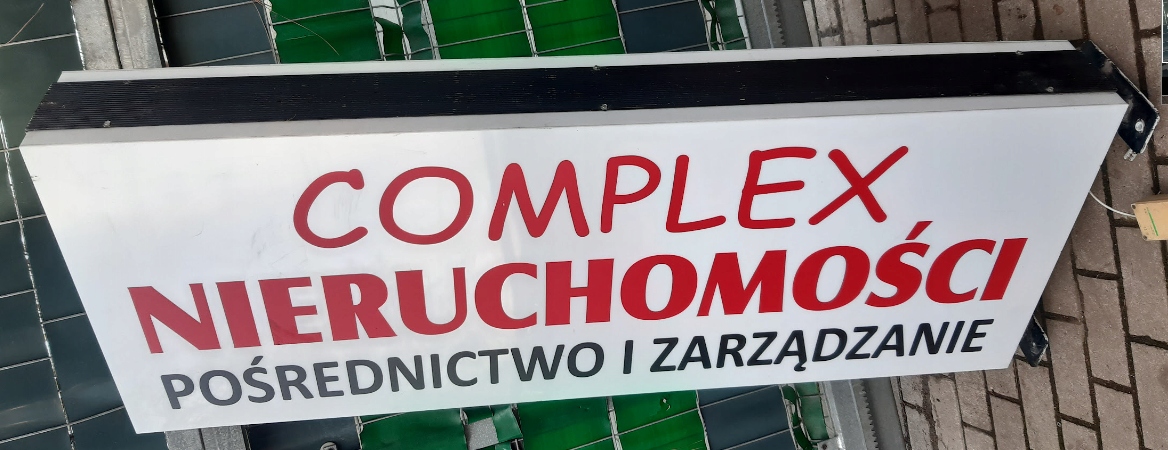 COMPLEX
NIERUCHOMOŚCI
POŚREDNICTWO I ZARZĄDZANIE